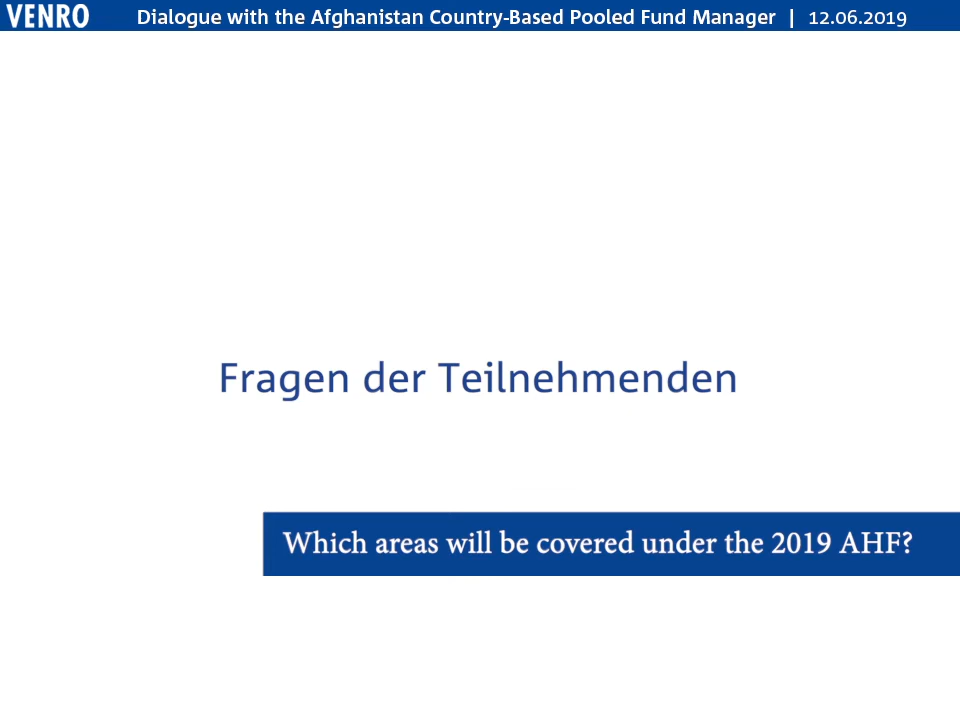 VENRO Dialogue with the Afghanistan Country-Based Pooled Fund Manager | 12.06.2019
Fragen der Teilnehmenden
Which areas will be covered under the 2019 AHF?